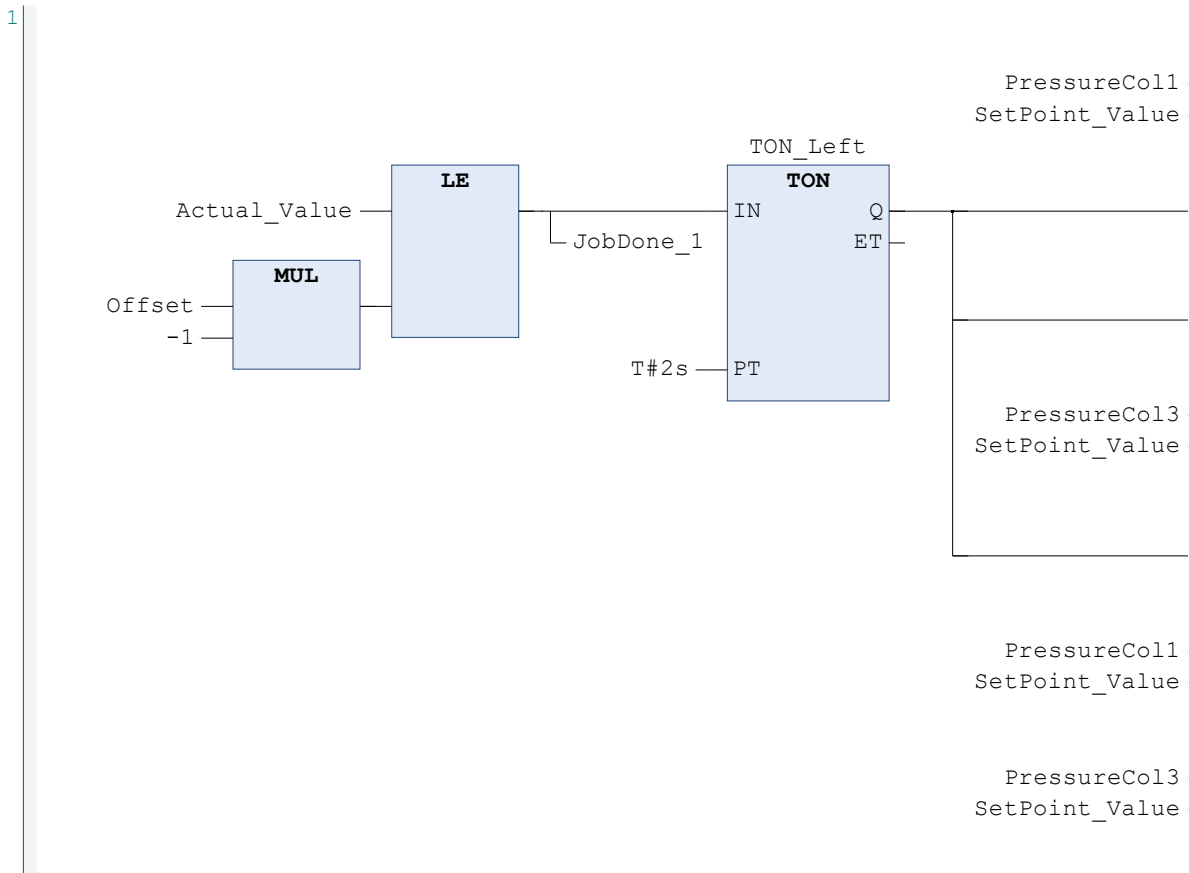 1
PressureCol1
SetPoint_Value
TON_Left
LE
TON
Actual_Value
IN Q
JobDone_1
ET
MUL
Offset
-1
T#2s
PT
PressureCol3
SetPoint_Value
PressureCol1
SetPoint_Value
PressureCol3
SetPoint_Value